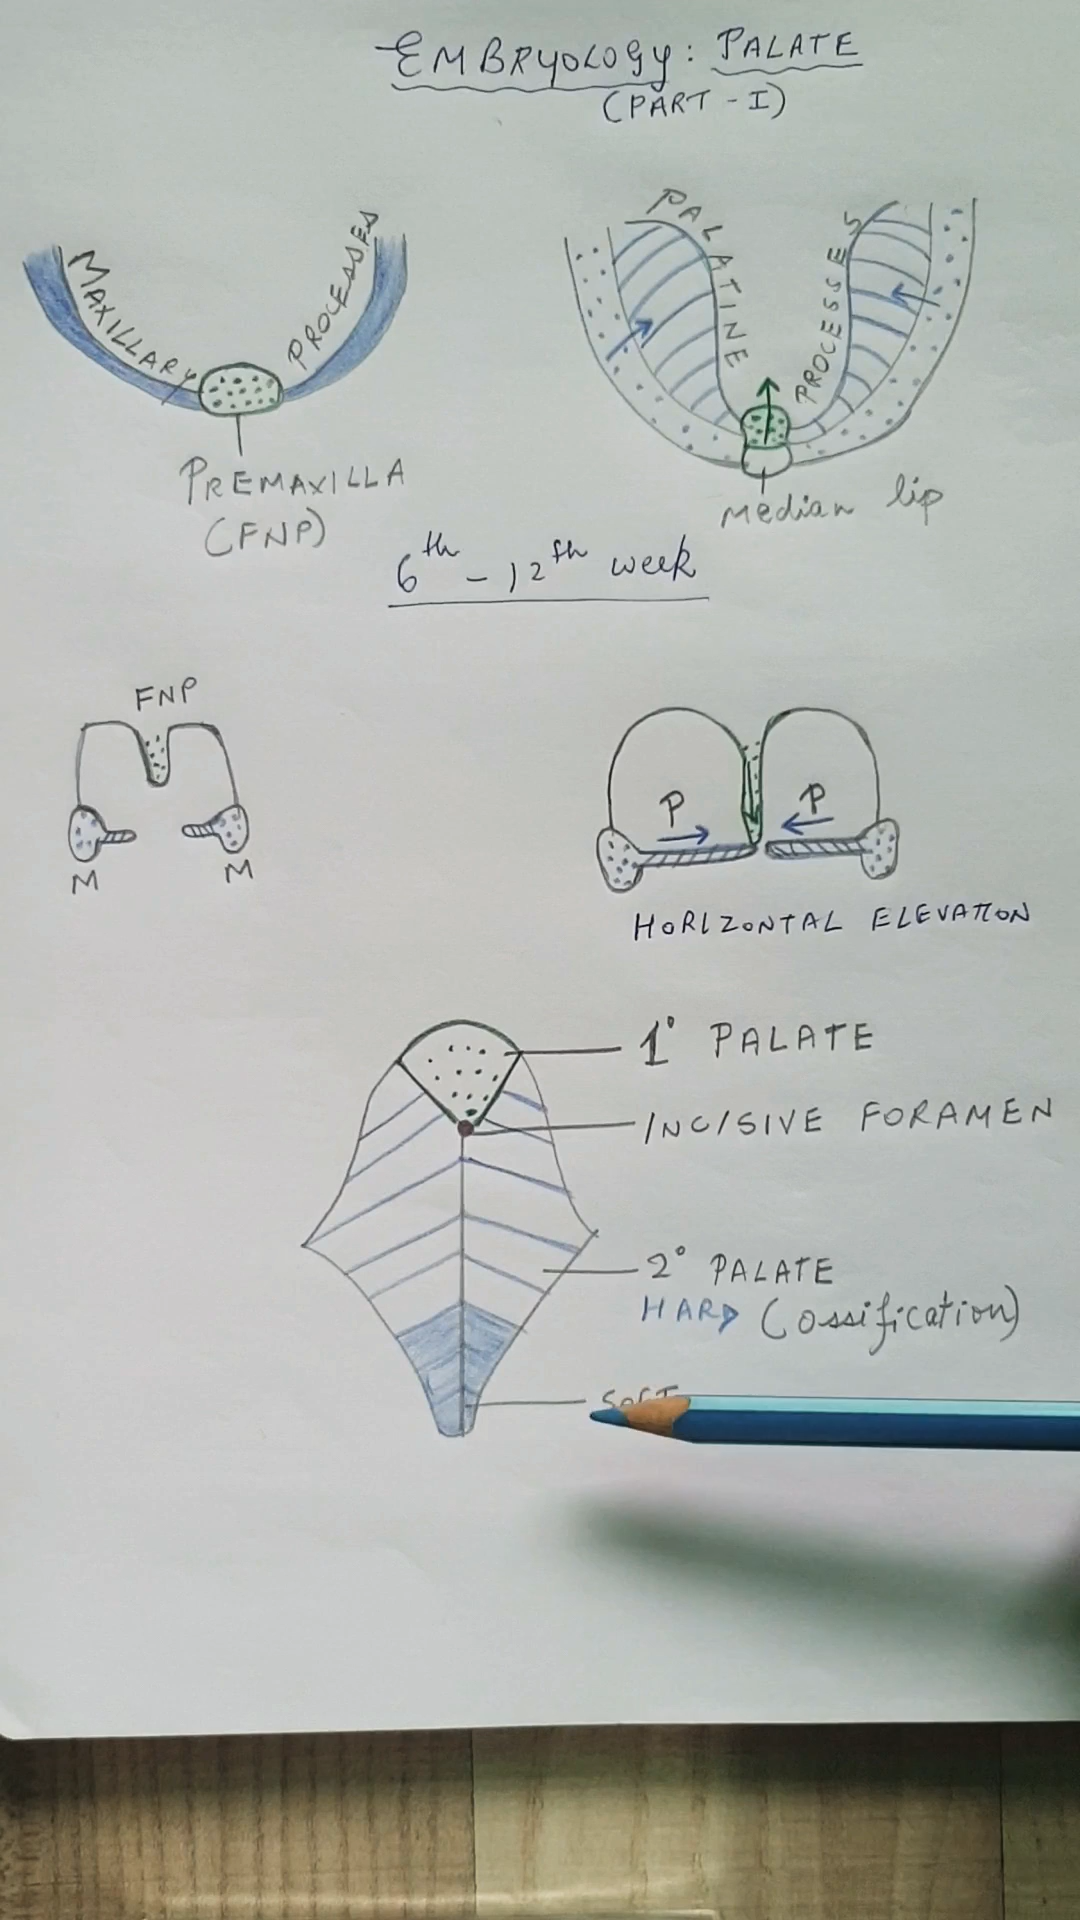 EMBRYOLOGY: PALATE
(PART - I)
MAXILLARY PROCESSES
PREMAXILLA
(FNP)
PALATINE PROCESSES
Median lip
6th - 12th week
FNP
M M
P P
HORIZONTAL ELEVATION
1° PALATE
INCISIVE FORAMEN
2° PALATE
HARD (Ossification)
SOFT